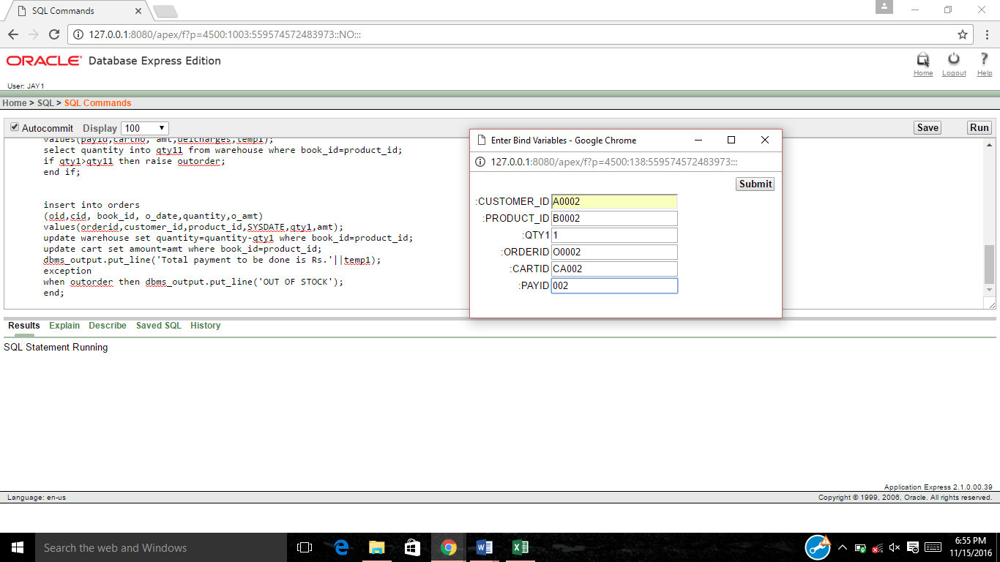 SQL Commands
127.0.0.1:8080/apex/f?p=4500:1003:559574572483973::NO:::
ORACLE Database Express Edition
Home Logout Help
User: JAY1
Home > SQL > SQL Commands
Autocommit Display 100 Save Run
values(payid,cartno, amt,delcharges,temp1);
select quantity into qty11 from warehouse where book_id=product_id;
if qty1>qty11 then raise outorder;
end if;
insert into orders
(oid,cid, book_id, o_date,quantity,o_amt)
values(orderid,customer_id,product_id,SYSDATE,qty1,amt);
update warehouse set quantity=quantity-qty1 where book_id=product_id;
update cart set amount=amt where book_id=product_id;
dbms_output.put_line('Total payment to be done is Rs.'||temp1);
exception
when outorder then dbms_output.put_line('OUT OF STOCK');
end;
Enter Bind Variables - Google Chrome
127.0.0.1:8080/apex/f?p=4500:138:559574572483973:::
Submit
:CUSTOMER_ID A0002
:PRODUCT_ID B0002
:QTY1 1
:ORDERID O0002
:CARTID CA002
:PAYID 002
Results Explain Describe Saved SQL History
SQL Statement Running
Application Express 2.1.0.00.39
Language: en-us Copyright © 1999, 2006, Oracle. All rights reserved.
Search the web and Windows
6:55 PM
11/15/2016